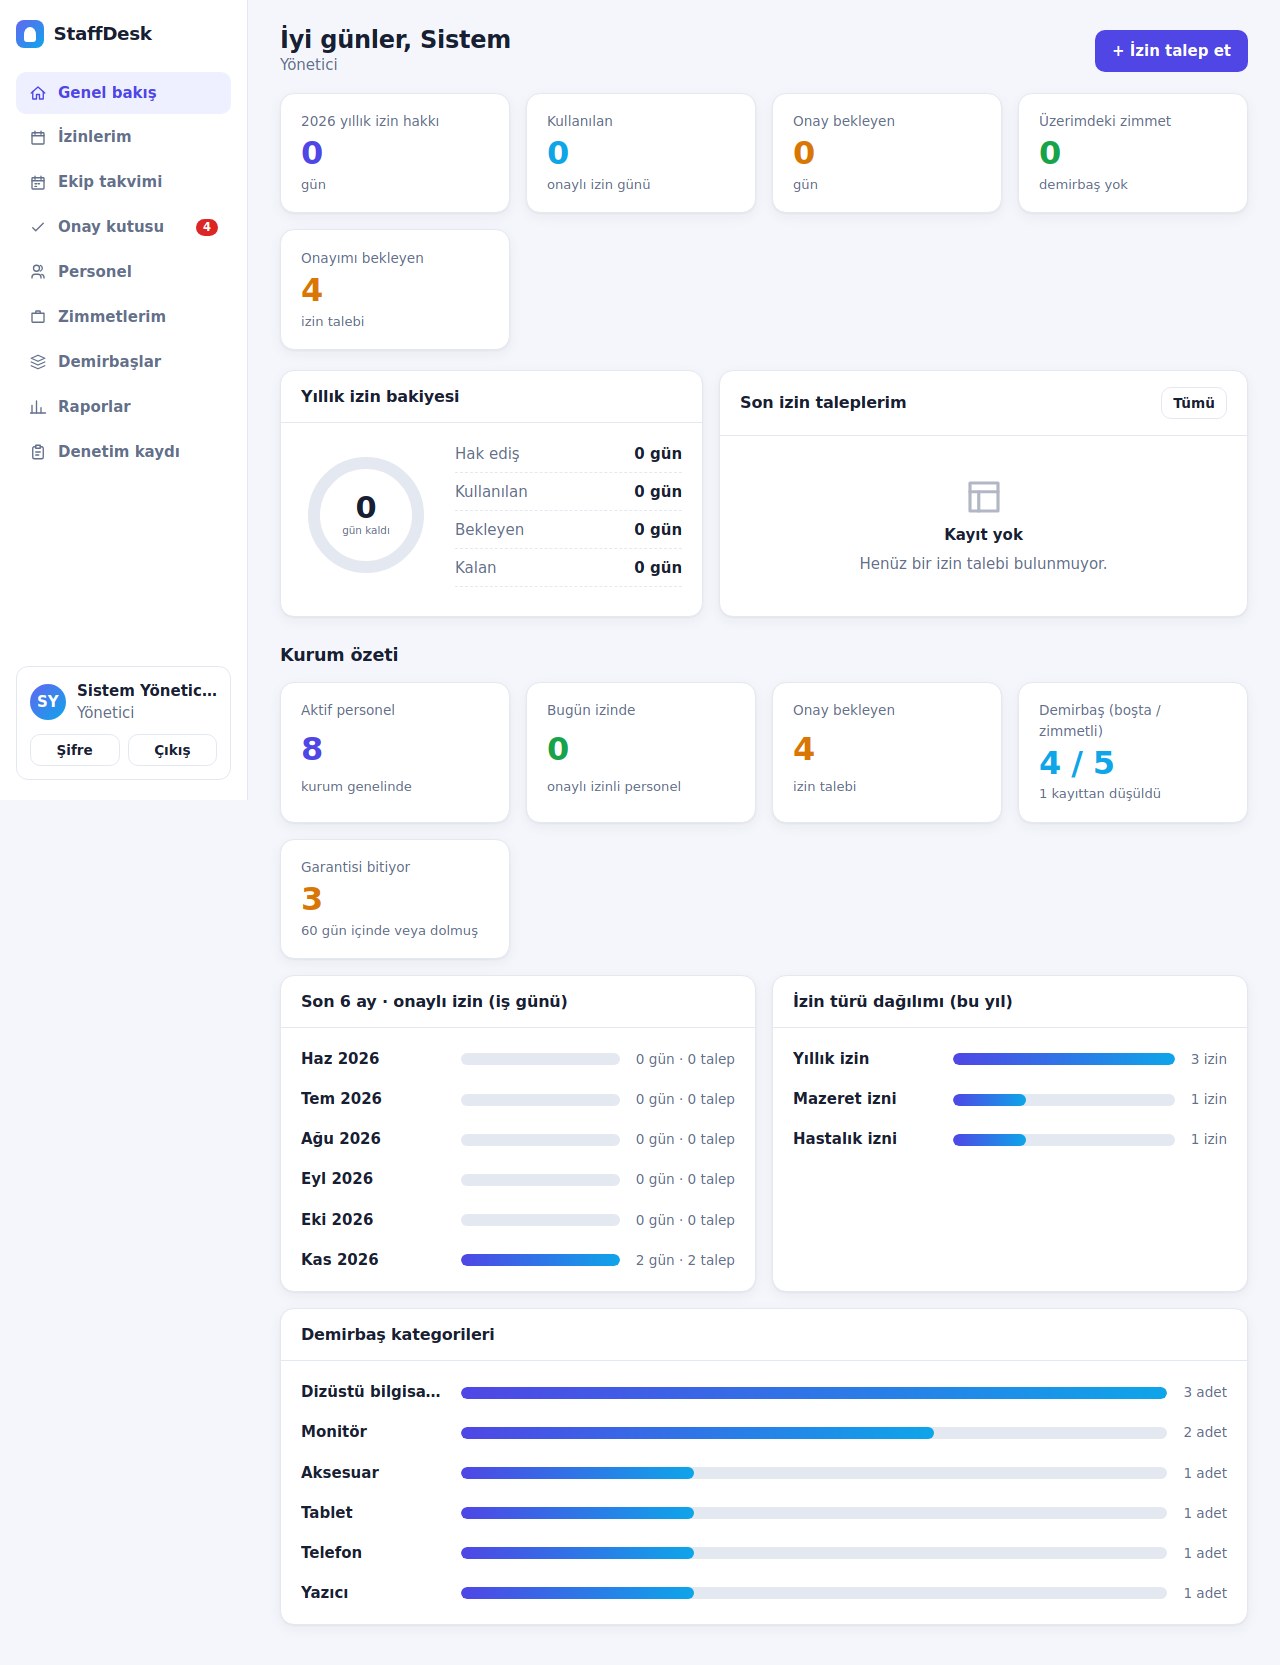 StaffDesk
Genel bakış
İzinlerim
Ekip takvimi
Onay kutusu 4
Personel
Zimmetlerim
Demirbaşlar
Raporlar
Denetim kaydı
SY
Sistem Yönetic…
Yönetici
Şifre Çıkış
İyi günler, Sistem
Yönetici
+ İzin talep et
2026 yıllık izin hakkı
0
gün
Kullanılan
0
onaylı izin günü
Onay bekleyen
0
gün
Üzerimdeki zimmet
0
demirbaş yok
Onayımı bekleyen
4
izin talebi
Yıllık izin bakiyesi
0
gün kaldı
Hak ediş 0 gün
Kullanılan 0 gün
Bekleyen 0 gün
Kalan 0 gün
Son izin taleplerim Tümü
Kayıt yok
Henüz bir izin talebi bulunmuyor.
Kurum özeti
Aktif personel
8
kurum genelinde
Bugün izinde
0
onaylı izinli personel
Onay bekleyen
4
izin talebi
Demirbaş (boşta /
zimmetli)
4 / 5
1 kayıttan düşüldü
Garantisi bitiyor
3
60 gün içinde veya dolmuş
Son 6 ay · onaylı izin (iş günü)
Haz 2026 0 gün · 0 talep
Tem 2026 0 gün · 0 talep
Ağu 2026 0 gün · 0 talep
Eyl 2026 0 gün · 0 talep
Eki 2026 0 gün · 0 talep
Kas 2026 2 gün · 2 talep
İzin türü dağılımı (bu yıl)
Yıllık izin 3 izin
Mazeret izni 1 izin
Hastalık izni 1 izin
Demirbaş kategorileri
Dizüstü bilgisa… 3 adet
Monitör 2 adet
Aksesuar 1 adet
Tablet 1 adet
Telefon 1 adet
Yazıcı 1 adet